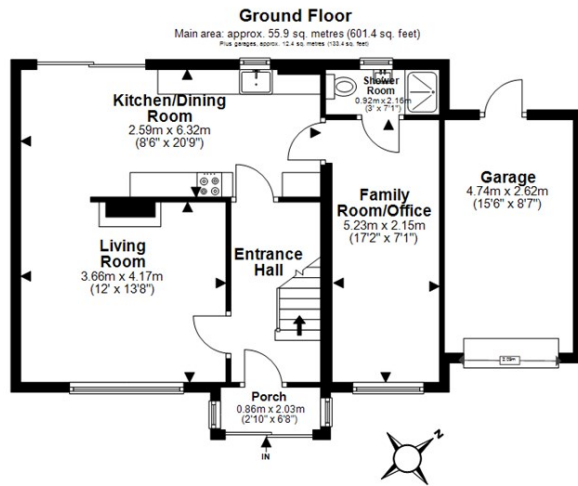 Ground Floor
Main area: approx. 55.9 sq. metres (601.4 sq. feet)
Plus garages, approx. 12.4 sq. metres (133.4 sq. feet)
Kitchen/Dining
Room
2.59m x 6.32m
(8'6" x 20'9")
Shower
Room
0.92m x 2.16m
(3' x 7'1")
Family
Room/Office
5.23m x 2.15m
(17'2" x 7'1")
Garage
4.74m x 2.62m
(15'6" x 8'7")
Living
Room
3.66m x 4.17m
(12' x 13'8")
Entrance
Hall
Porch
0.86m x 2.03m
(2'10" x 6'8")
IN
N